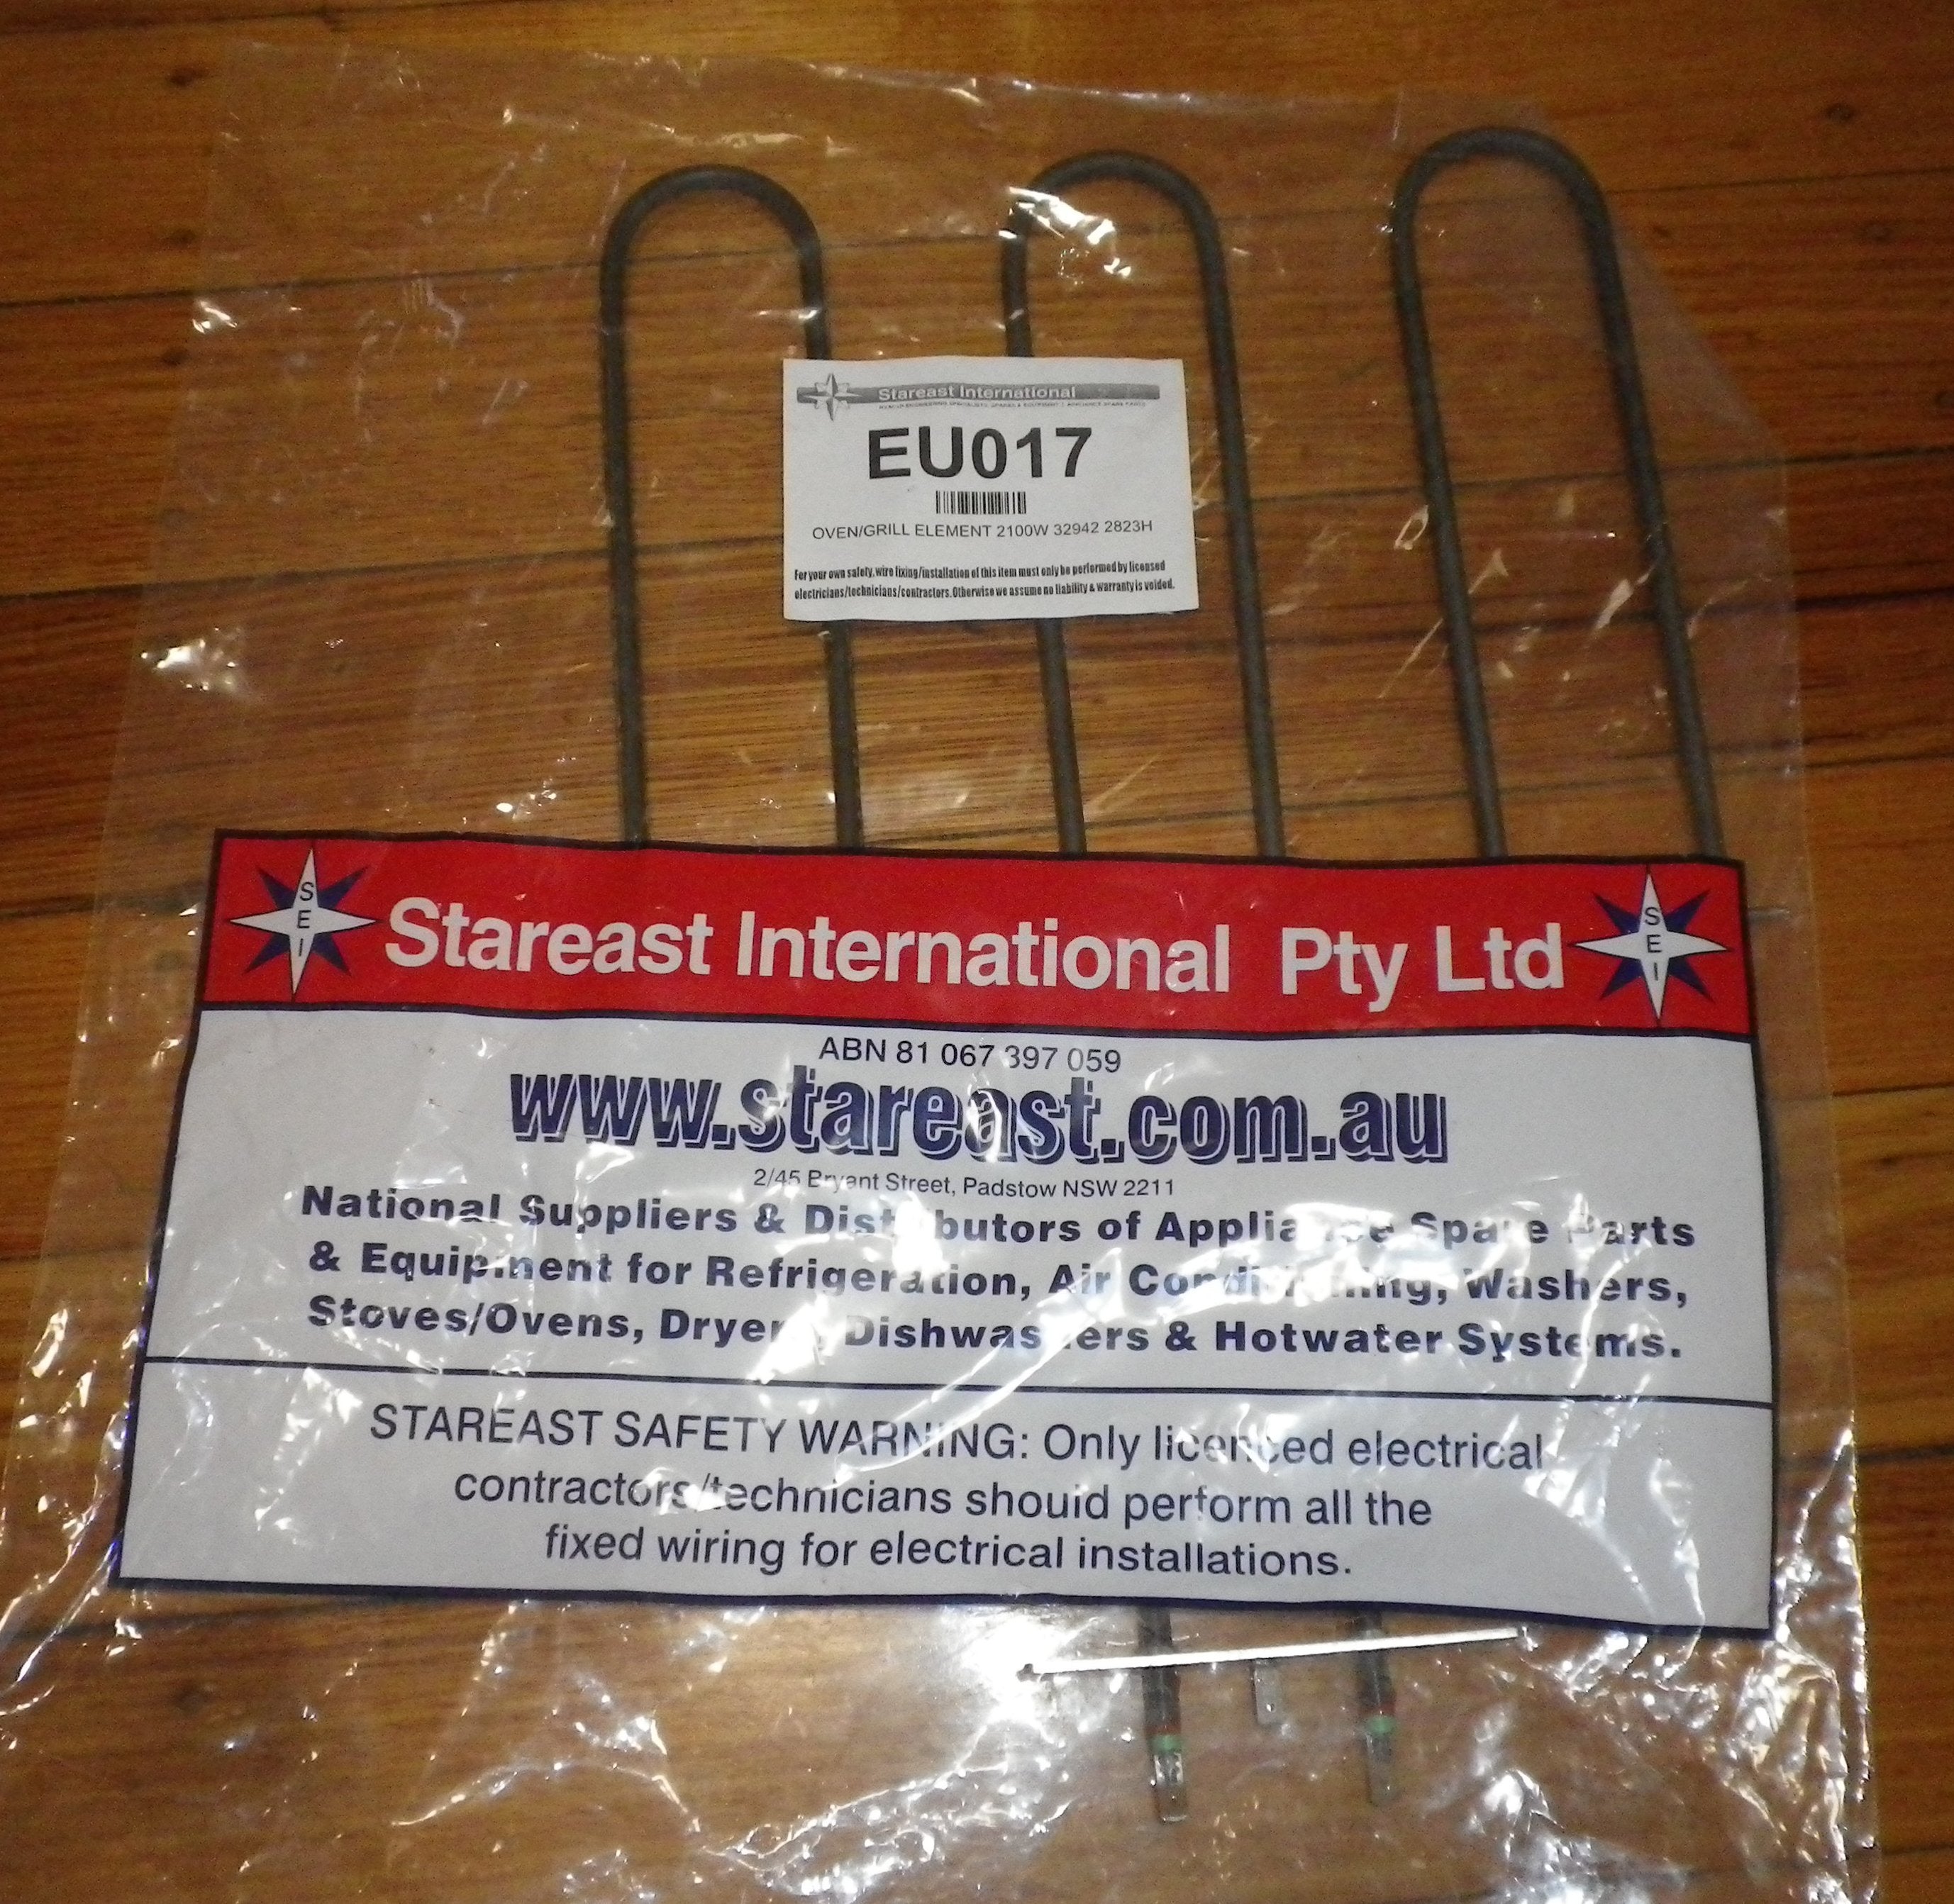 Stareast International
EU017
OVEN/GRILL ELEMENT 2100W 32942 2823H
For your own safety, wire fixing/installation of this item must only be performed by licensed
electricians/technicians/contractors. Otherwise we assume no liability & warranty is voided.
SEI Stareast International Pty Ltd SEI
ABN 81 067 397 059
www.stareast.com.au
2/45 Bryant Street, Padstow NSW 2211
National Suppliers & Distributors of Appliance Spare Parts
& Equipment for Refrigeration, Air Conditioning, Washers,
Stoves/Ovens, Dryers, Dishwashers & Hotwater Systems.
STAREAST SAFETY WARNING: Only licenced electrical
contractors/technicians should perform all the
fixed wiring for electrical installations.